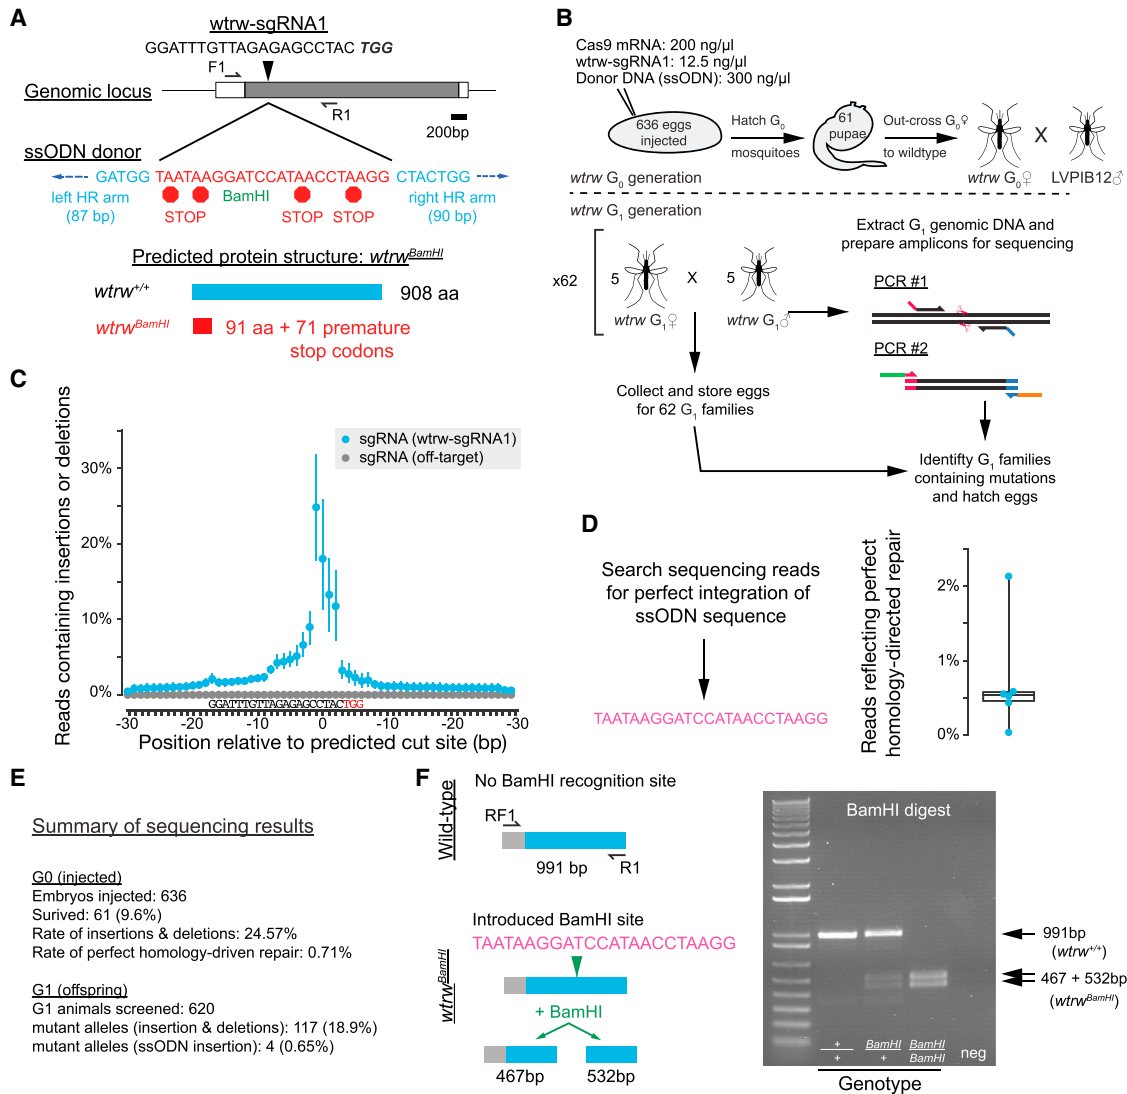 A
wtrw-sgRNA1
GGATTTGTTAGAGAGCCTAC TGG
F1
Genomic locus
R1
200bp
ssODN donor
GATGG TAATAAGGATCCATAACCTAAGG CTACTGG
left HR arm
(87 bp)
BamHI
right HR arm
(90 bp)
STOP
STOP
STOP
Predicted protein structure: wtrwBamHI
wtrw+/+
908 aa
wtrwBamHI
91 aa + 71 premature
stop codons
B
Cas9 mRNA: 200 ng/µl
wtrw-sgRNA1: 12.5 ng/µl
Donor DNA (ssODN): 300 ng/µl
636 eggs
injected
Hatch G0
mosquitoes
61
pupae
Out-cross G0♀
to wildtype
X
wtrw G0♀
LVPIB12♂
wtrw G0 generation
wtrw G1 generation
x62
5
X
5
wtrw G1♀
wtrw G1♂
Extract G1 genomic DNA and
prepare amplicons for sequencing
PCR #1
PCR #2
Collect and store eggs
for 62 G1 families
Identifty G1 families
containing mutations
and hatch eggs
C
Reads containing insertions or deletions
30%
20%
10%
0%
sgRNA (wtrw-sgRNA1)
sgRNA (off-target)
GGATTTGTTAGAGAGCCTACTGG
-30
-20
-10
0
-10
-20
-30
Position relative to predicted cut site (bp)
D
Search sequencing reads
for perfect integration of
ssODN sequence
TAATAAGGATCCATAACCTAAGG
Reads reflecting perfect
homology-directed repair
2%
1%
0%
E
Summary of sequencing results
G0 (injected)
Embryos injected: 636
Surived: 61 (9.6%)
Rate of insertions & deletions: 24.57%
Rate of perfect homology-driven repair: 0.71%
G1 (offspring)
G1 animals screened: 620
mutant alleles (insertion & deletions): 117 (18.9%)
mutant alleles (ssODN insertion): 4 (0.65%)
F
Wild-type
No BamHI recognition site
RF1
991 bp
R1
wtrwBamHI
Introduced BamHI site
TAATAAGGATCCATAACCTAAGG
+ BamHI
467bp
532bp
BamHI digest
991bp
(wtrw+/+)
467 + 532bp
(wtrwBamHI)
+
+
BamHI
+
BamHI
BamHI
neg
Genotype